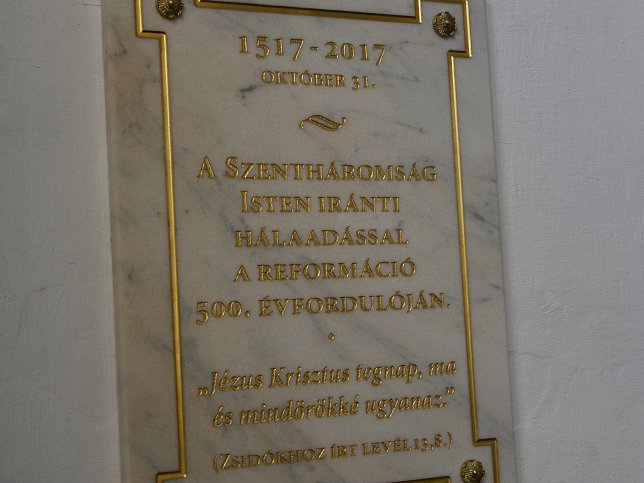 1517-2017
OKTÓBER 31.
A SZENTHÁROMSÁG
ISTEN IRÁNTI
HÁLAADÁSSAL
A REFORMÁCIÓ
500. ÉVFORDULÓJÁN.
„Jézus Krisztus tegnap, ma
és mindörökké ugyanaz.”
(ZSIDÓKHOZ ÍRT LEVÉL 13,8.)